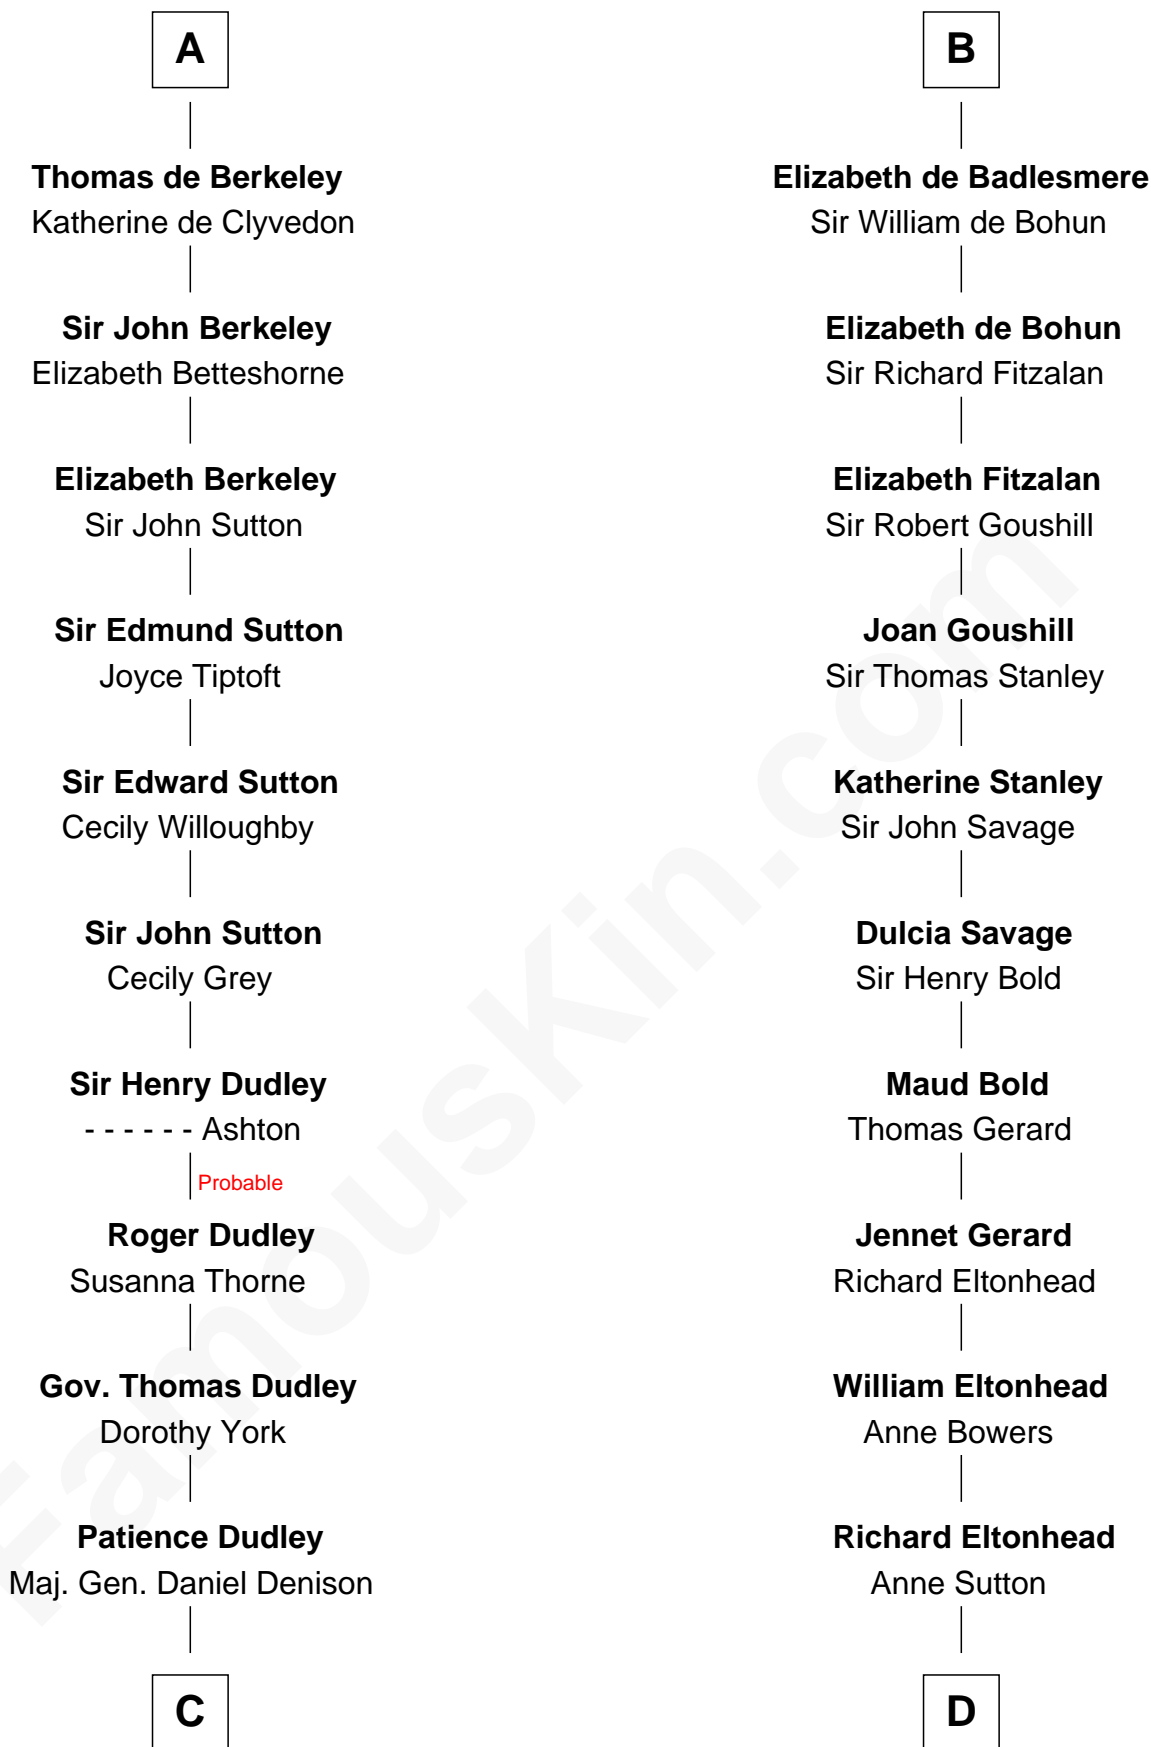 A
Thomas de Berkeley
Katherine de Clyvedon
Sir John Berkeley
Elizabeth Betteshorne
Elizabeth Berkeley
Sir John Sutton
Sir Edmund Sutton
Joyce Tiptoft
Sir Edward Sutton
Cecily Willoughby
Sir John Sutton
Cecily Grey
Sir Henry Dudley
- - - - - - Ashton
Probable
Roger Dudley
Susanna Thorne
Gov. Thomas Dudley
Dorothy York
Patience Dudley
Maj. Gen. Daniel Denison
C
B
Elizabeth de Badlesmere
Sir William de Bohun
Elizabeth de Bohun
Sir Richard Fitzalan
Elizabeth Fitzalan
Sir Robert Goushill
Joan Goushill
Sir Thomas Stanley
Katherine Stanley
Sir John Savage
Dulcia Savage
Sir Henry Bold
Maud Bold
Thomas Gerard
Jennet Gerard
Richard Eltonhead
William Eltonhead
Anne Bowers
Richard Eltonhead
Anne Sutton
D
FamousKin.com